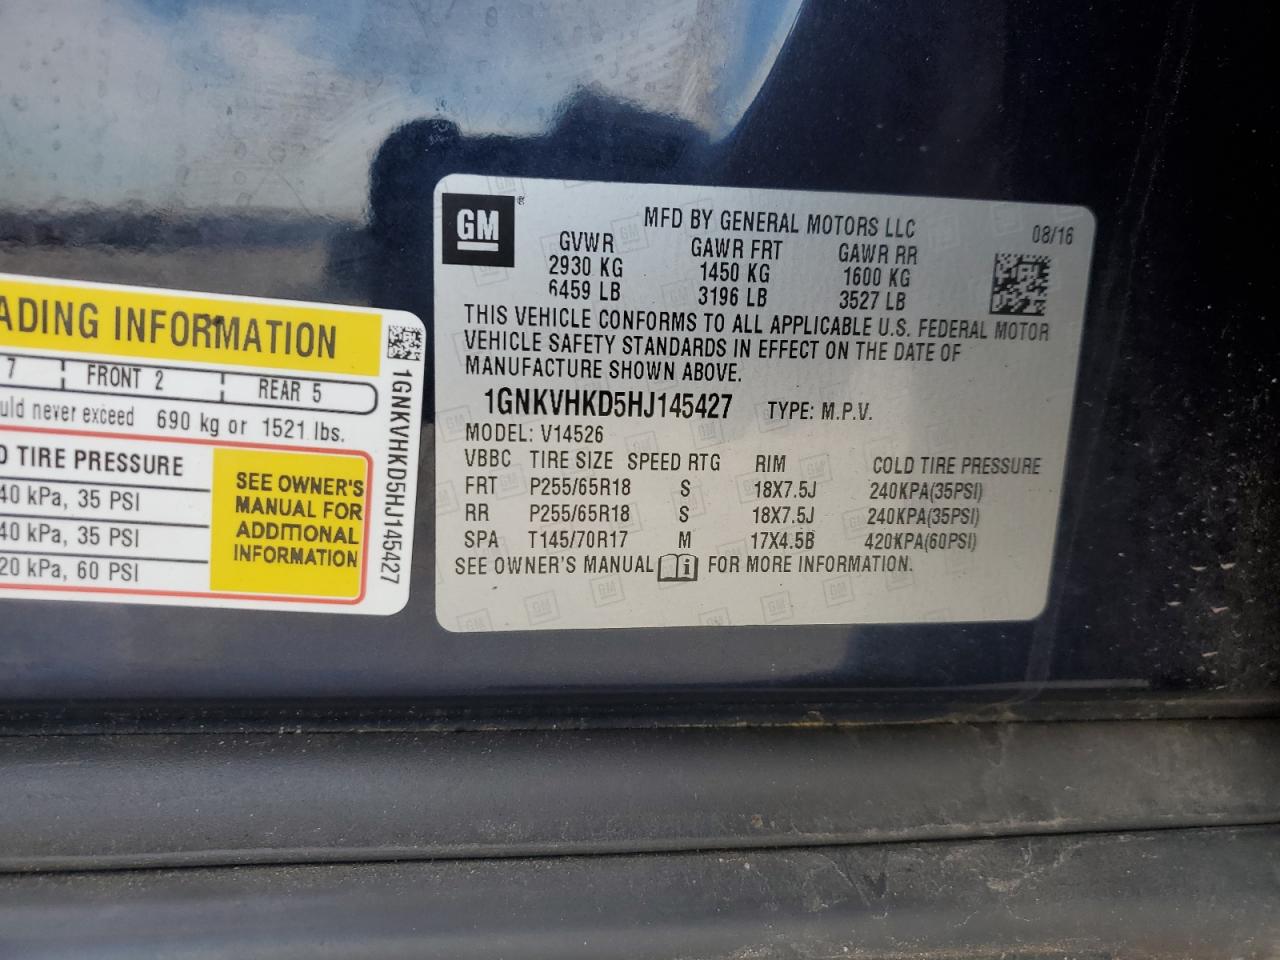 ADING INFORMATION
7 FRONT 2 REAR 5
uld never exceed 690 kg or 1521 lbs.
D TIRE PRESSURE
40 kPa, 35 PSI
40 kPa, 35 PSI
20 kPa, 60 PSI
SEE OWNER'S
MANUAL FOR
ADDITIONAL
INFORMATION
1GNKVHKD5HJ145427
GM®
MFD BY GENERAL MOTORS LLC 08/16
GVWR GAWR FRT GAWR RR
2930 KG 1450 KG 1600 KG
6459 LB 3196 LB 3527 LB
THIS VEHICLE CONFORMS TO ALL APPLICABLE U.S. FEDERAL MOTOR
VEHICLE SAFETY STANDARDS IN EFFECT ON THE DATE OF
MANUFACTURE SHOWN ABOVE.
1GNKVHKD5HJ145427 TYPE: M.P.V.
MODEL: V14526
VBBC TIRE SIZE SPEED RTG RIM COLD TIRE PRESSURE
FRT P255/65R18 S 18X7.5J 240KPA(35PSI)
RR P255/65R18 S 18X7.5J 240KPA(35PSI)
SPA T145/70R17 M 17X4.5B 420KPA(60PSI)
SEE OWNER'S MANUAL i FOR MORE INFORMATION.